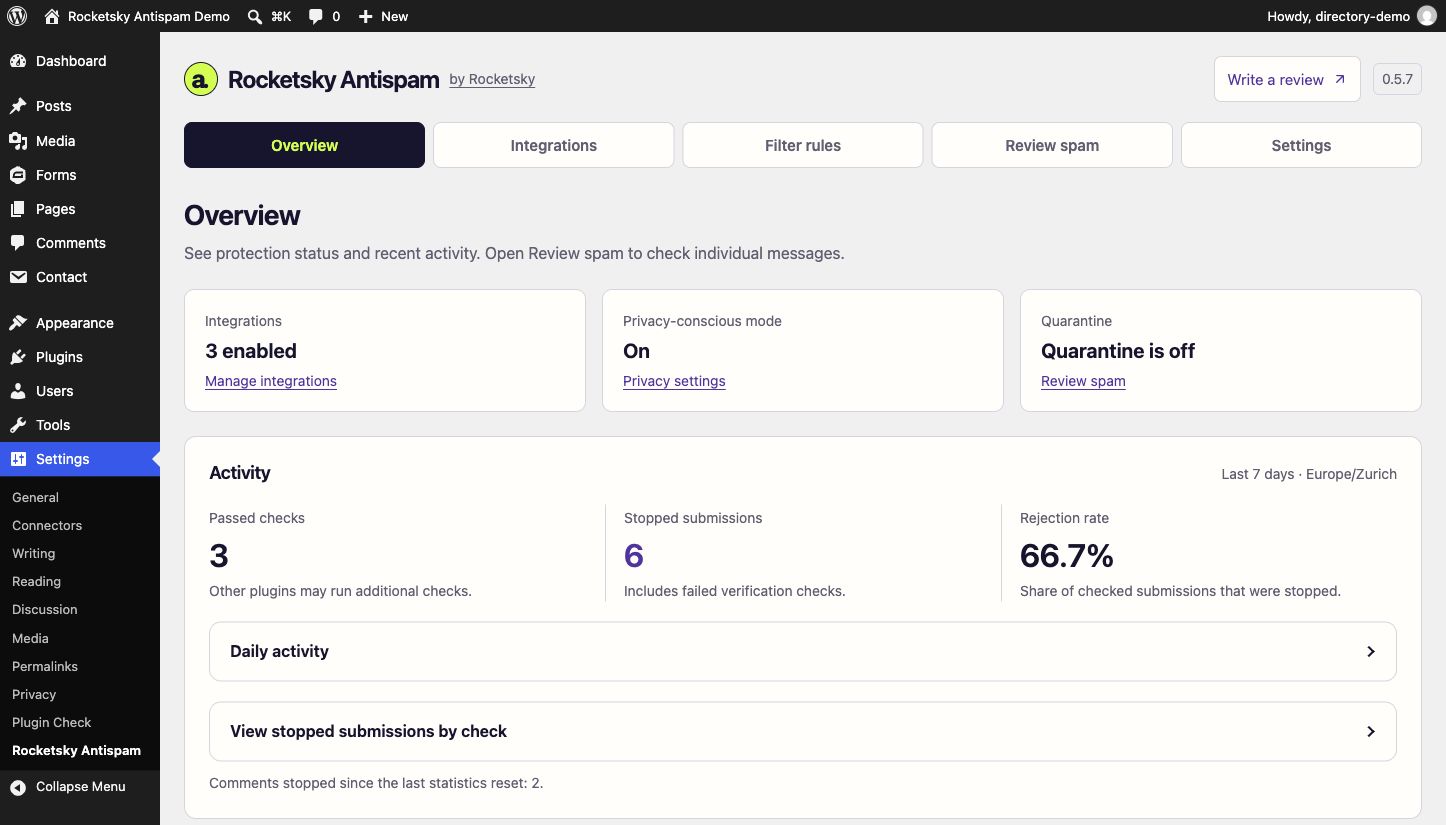 Rocketsky Antispam Demo
⌘K
0
New
Howdy, directory-demo
Dashboard
Posts
Media
Forms
Pages
Comments
Contact
Appearance
Plugins
Users
Tools
Settings
General
Connectors
Writing
Reading
Discussion
Media
Permalinks
Privacy
Plugin Check
Rocketsky Antispam
Collapse Menu
a.
Rocketsky Antispam
by Rocketsky
Write a review ↗
0.5.7
Overview
Integrations
Filter rules
Review spam
Settings
Overview
See protection status and recent activity. Open Review spam to check individual messages.
Integrations
3 enabled
Manage integrations
Privacy-conscious mode
On
Privacy settings
Quarantine
Quarantine is off
Review spam
Activity
Last 7 days · Europe/Zurich
Passed checks
3
Other plugins may run additional checks.
Stopped submissions
6
Includes failed verification checks.
Rejection rate
66.7%
Share of checked submissions that were stopped.
Daily activity
View stopped submissions by check
Comments stopped since the last statistics reset: 2.